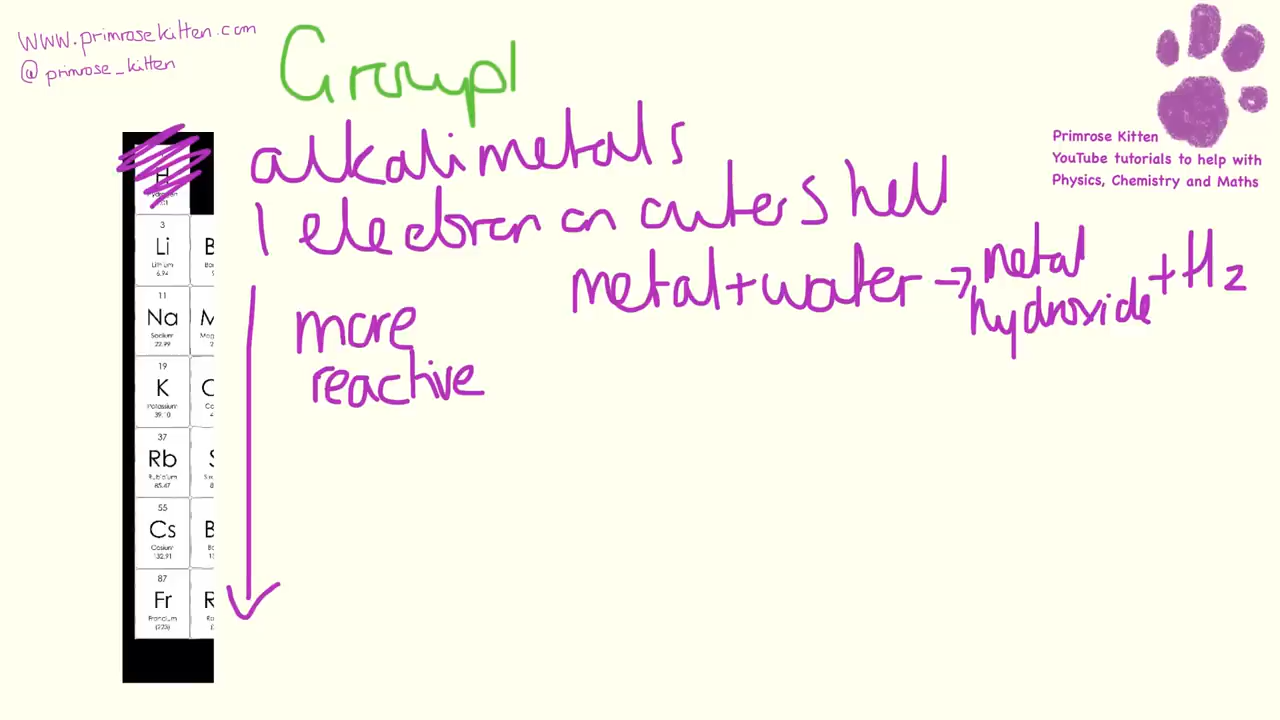 www.primrosekitten.com
@primrose_kitten
Group1
alkali metals
1 electron on outer shell
metal + water → metal hydroxide + H2
more
reactive
Primrose Kitten
YouTube tutorials to help with
Physics, Chemistry and Maths
H
3
Li
Lithium
6.94
B
11
Na
Sodium
22.99
M
19
K
Potassium
39.10
C
37
Rb
Rubidium
85.47
S
55
Cs
Cesium
132.91
B
87
Fr
Francium
(223)
R